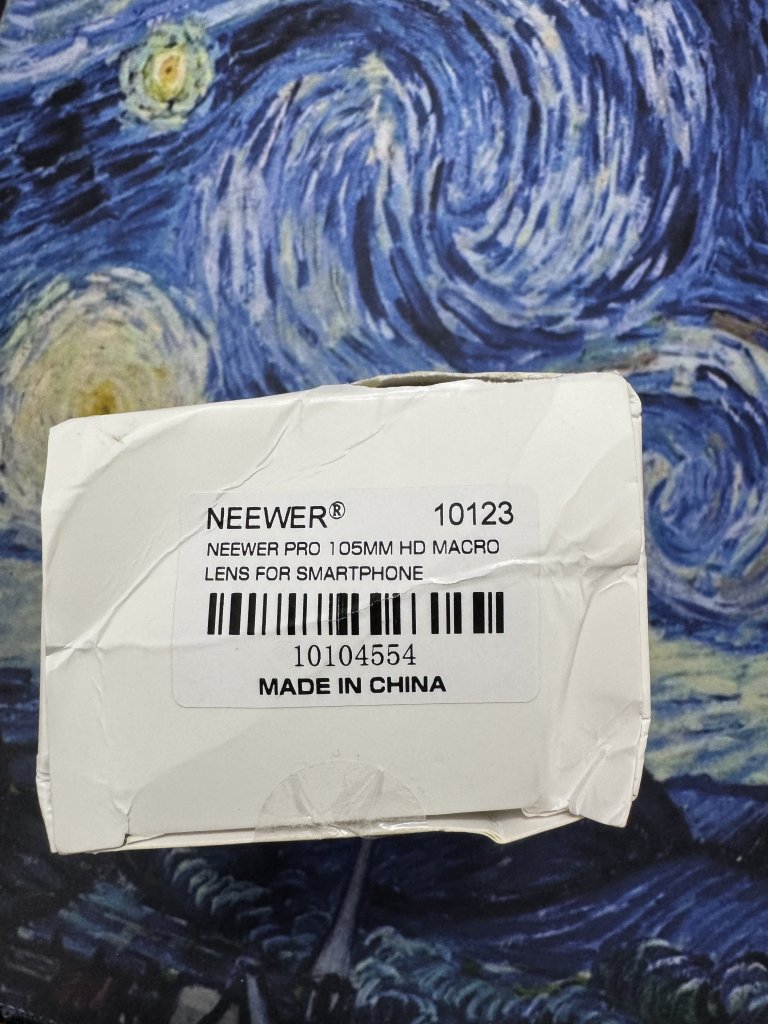 NEEWER® 10123
NEEWER PRO 105MM HD MACRO
LENS FOR SMARTPHONE
10104554
MADE IN CHINA